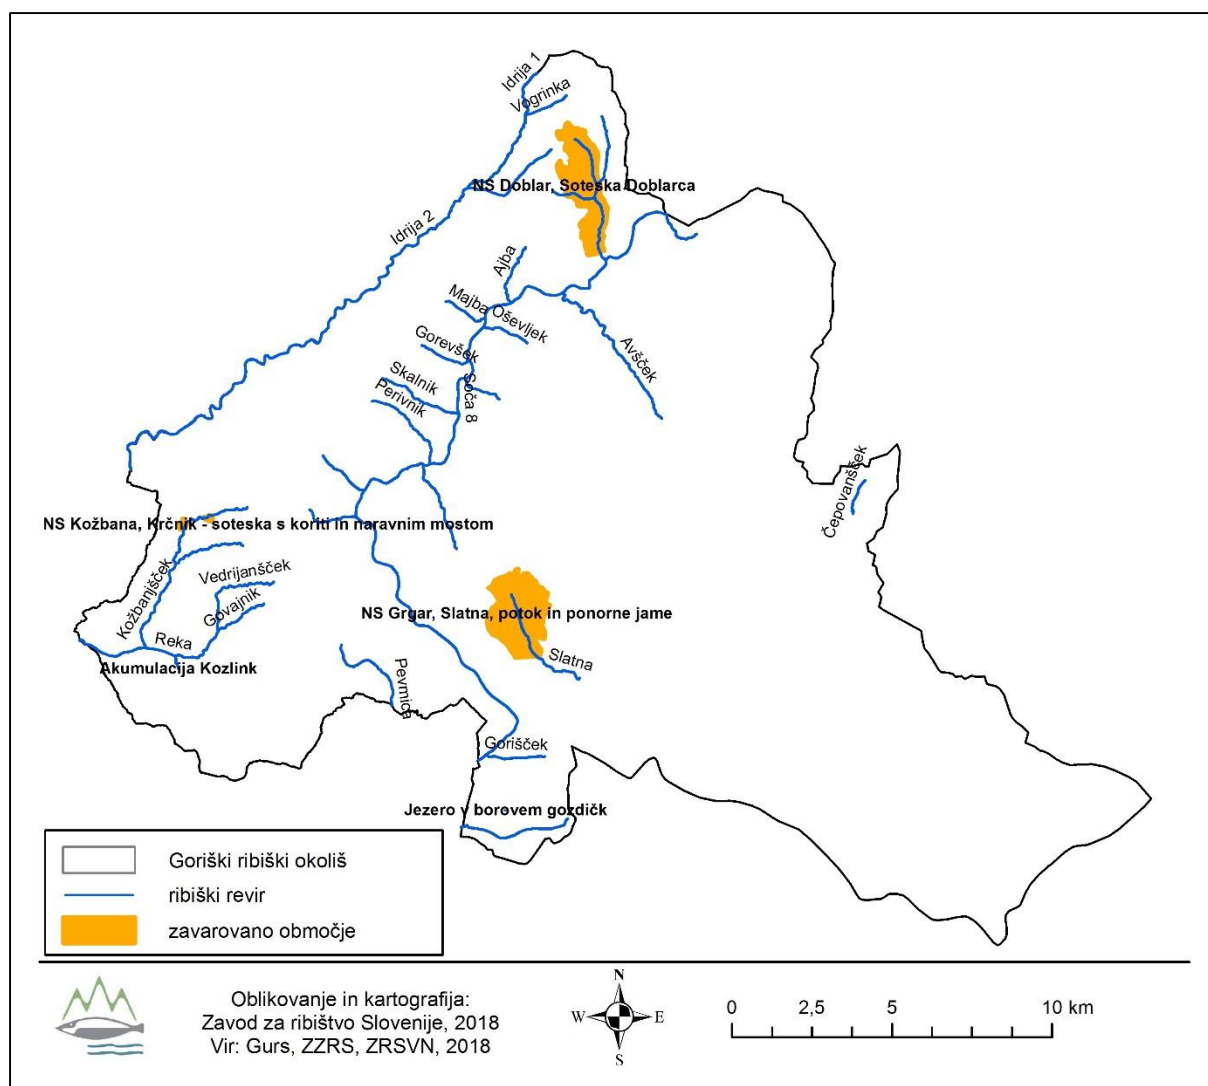 Idrija 1
Vogrinka
NS Doblar, Soteska Doblarca
Idrija 2
Ajba
Majba
Oševljek
Avšček
Gorevšek
Skalnik
Soča 8
Perivnik
Čepovanšček
NS Kožbana, Krčnik - soteska s koriti in naravnim mostom
Kožbanjšček
Vedrijanšček
Govajnik
NS Grgar, Slatna, potok in ponorne jame
Reka
Akumulacija Kozlink
Slatna
Pevmica
Gorišček
Jezero v borovem gozdičk
Goriški ribiški okoliš
ribiški revir
zavarovano območje
Oblikovanje in kartografija:
Zavod za ribištvo Slovenije, 2018
Vir: Gurs, ZZRS, ZRSVN, 2018
N
W E
S
0 2,5 5 10 km